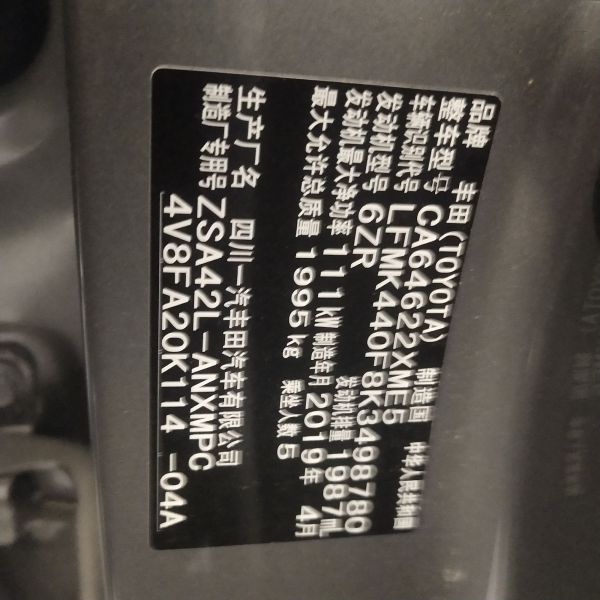 品牌 丰田(TOYOTA) 制造国 中华人民共和国
整车型号 CA64622XME5
车辆识别代号 LFMK440F8K3498780
发动机型号 6ZR 发动机排量 1987mL
发动机最大净功率 111kW 制造年月 2019年 4月
最大允许总质量 1995kg 乘坐人数 5
生产厂名 四川一汽丰田汽车有限公司
制造厂专用号 ZSA42L-ANXMPC
4V8FA20K114 -04A